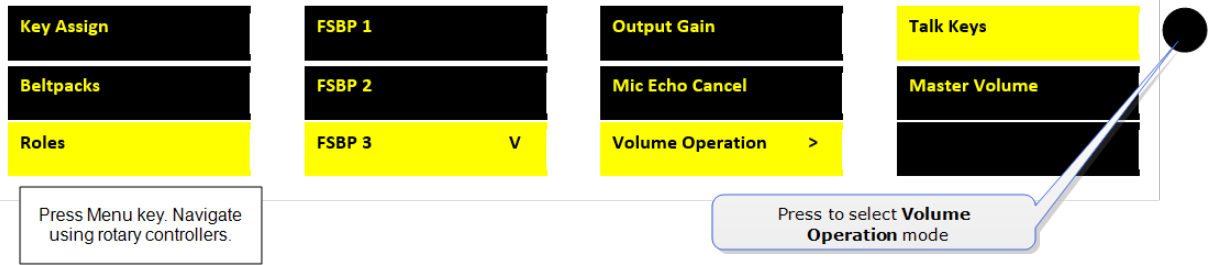 Key Assign
Beltpacks
Roles
FSBP 1
FSBP 2
FSBP 3 V
Output Gain
Mic Echo Cancel
Volume Operation >
Talk Keys
Master Volume
Press Menu key. Navigate
using rotary controllers.
Press to select Volume
Operation mode